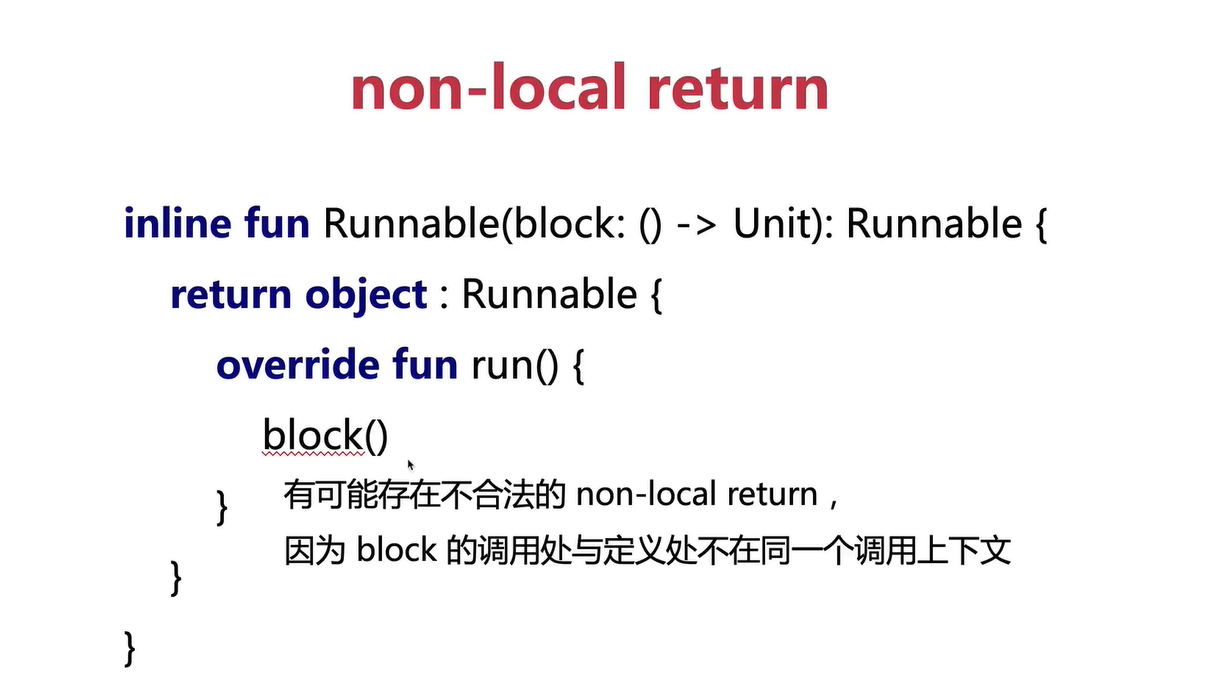 non-local return
inline fun Runnable(block: () -> Unit): Runnable {
return object : Runnable {
override fun run() {
block()
有可能存在不合法的 non-local return，
}
因为 block 的调用处与定义处不在同一个调用上下文
}
}